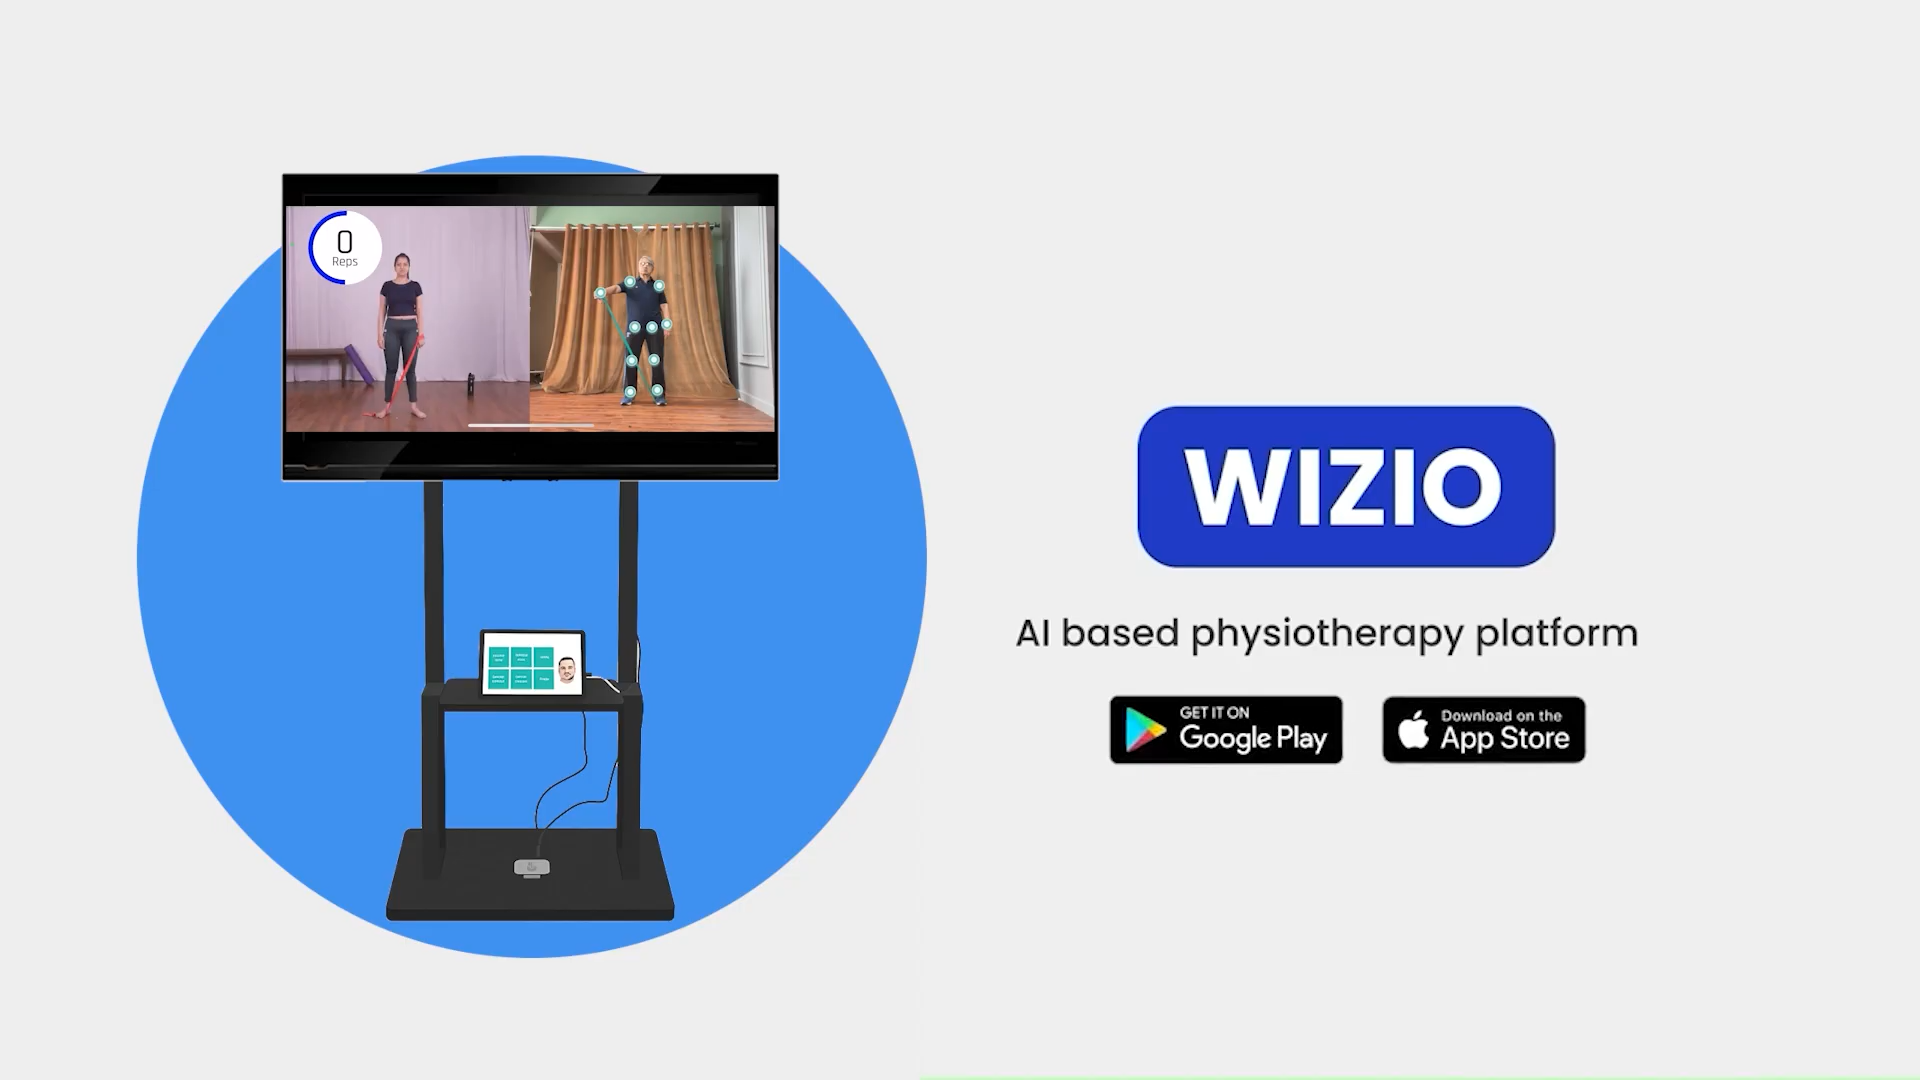 0
Reps
WIZIO
AI based physiotherapy platform
GET IT ON
Google Play
Download on the
App Store